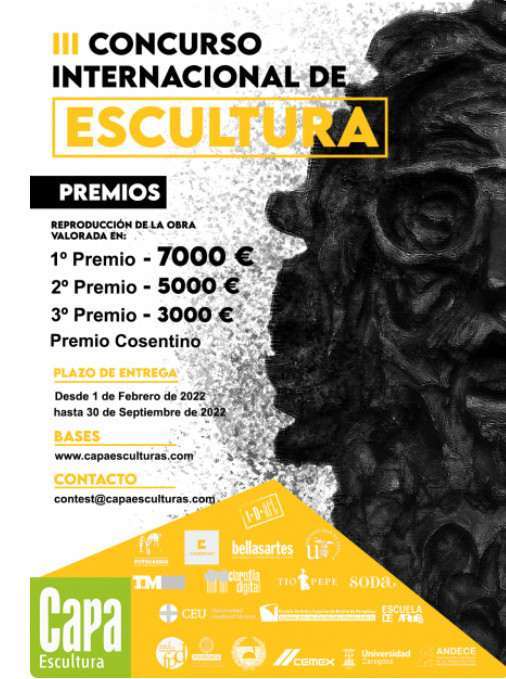 III CONCURSO
INTERNACIONAL DE
ESCULTURA
PREMIOS
REPRODUCCIÓN DE LA OBRA
VALORADA EN:
1º Premio - 7000 €
2º Premio - 5000 €
3º Premio - 3000 €
Premio Cosentino
PLAZO DE ENTREGA
Desde 1 de Febrero de 2022
hasta 30 de Septiembre de 2022
BASES
www.capaesculturas.com
CONTACTO
contest@capaesculturas.com
bellasartes
TM
clorofila
digital
TIO PEPE
SODA
CEU
ESCUELA
DE ARTE
CEMEX
Universidad
Zaragoza
ANDECE
Capa
Escultura